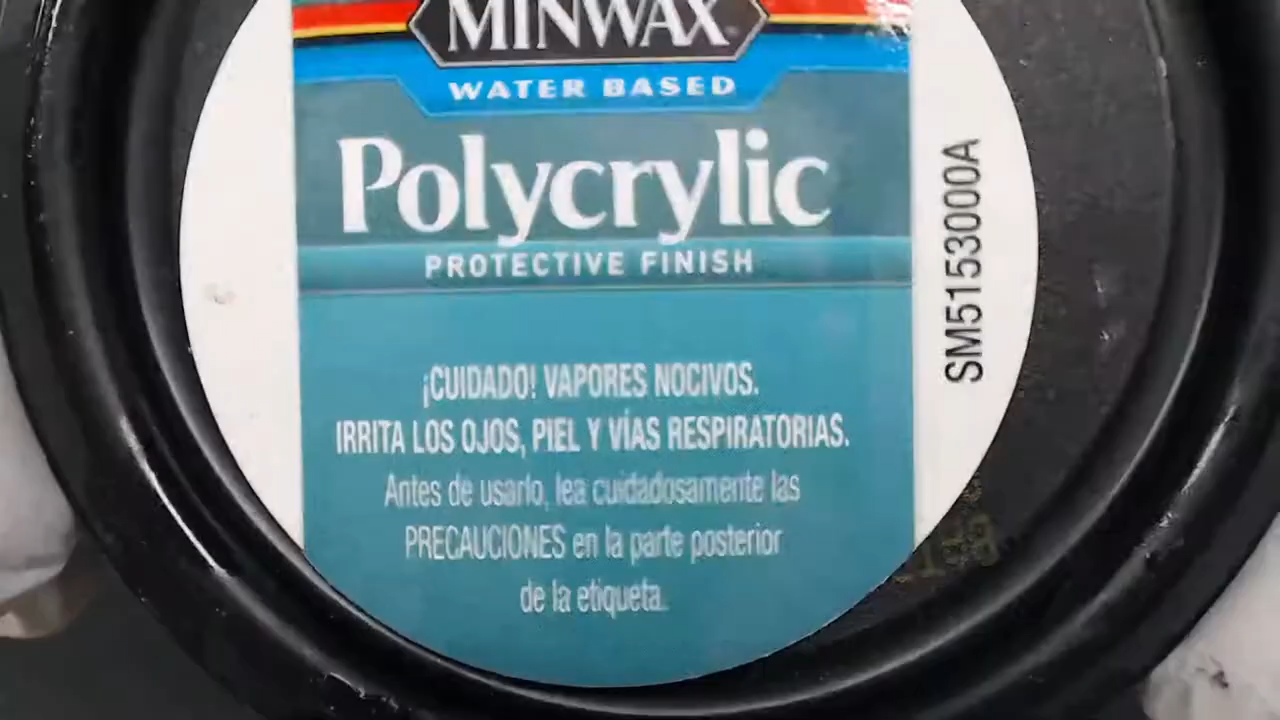 MINWAX
WATER BASED
Polycrylic
PROTECTIVE FINISH
¡CUIDADO! VAPORES NOCIVOS.
IRRITA LOS OJOS, PIEL Y VÍAS RESPIRATORIAS.
Antes de usarlo, lea cuidadosamente las
PRECAUCIONES en la parte posterior
de la etiqueta.
SM5153000A